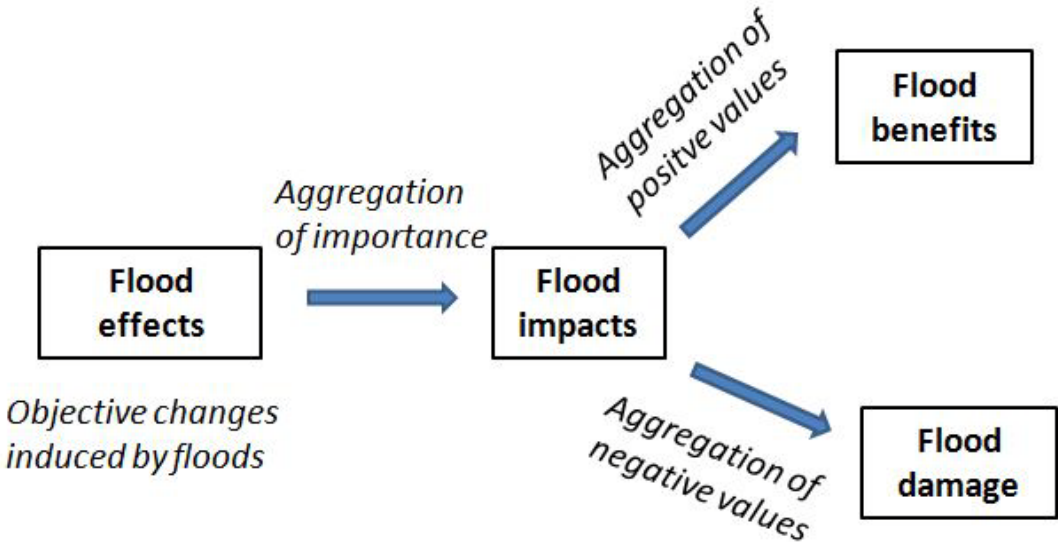 Flood
effects
Objective changes
induced by floods
Aggregation
of importance
Flood
impacts
Aggregation of
positve values
Flood
benefits
Aggregation of
negative values
Flood
damage